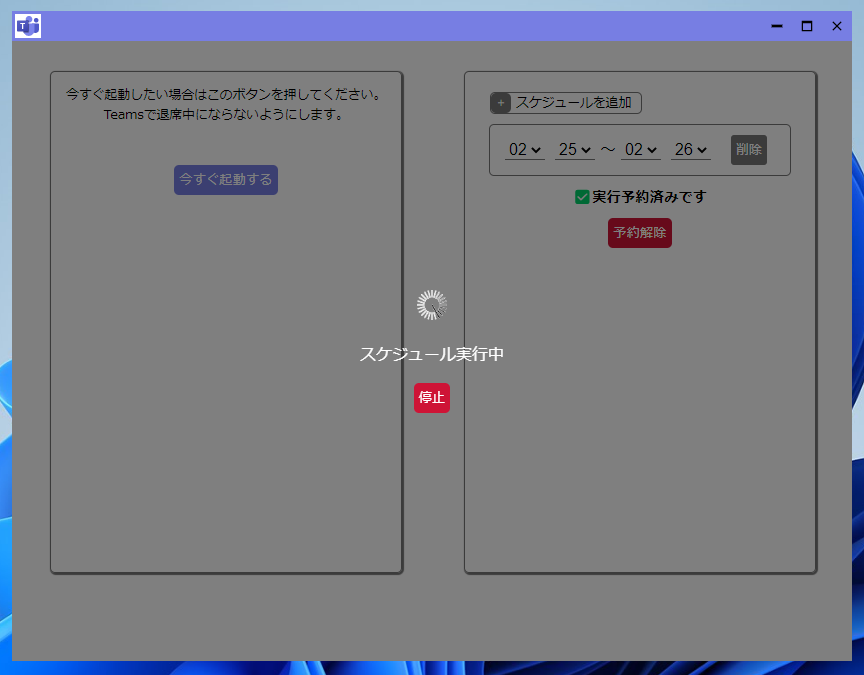 今すぐ起動したい場合はこのボタンを押してください。
Teamsで退席中にならないようにします。
今すぐ起動する
+ スケジュールを追加
02 25 ～ 02 26 削除
✅実行予約済みです
予約解除
スケジュール実行中
停止